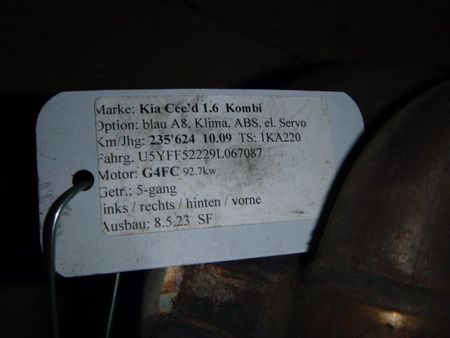 Marke: Kia Cee'd 1.6 Kombi
Option: blau A8, Klima, ABS, el. Servo
Km/Jhg: 235'624 10.09 TS: 1KA220
Fahrg. U5YFF52229L067087
Motor: G4FC 92.7kw
Getr.: 5-gang
links / rechts / hinten / vorne
Ausbau: 8.5.23 SF